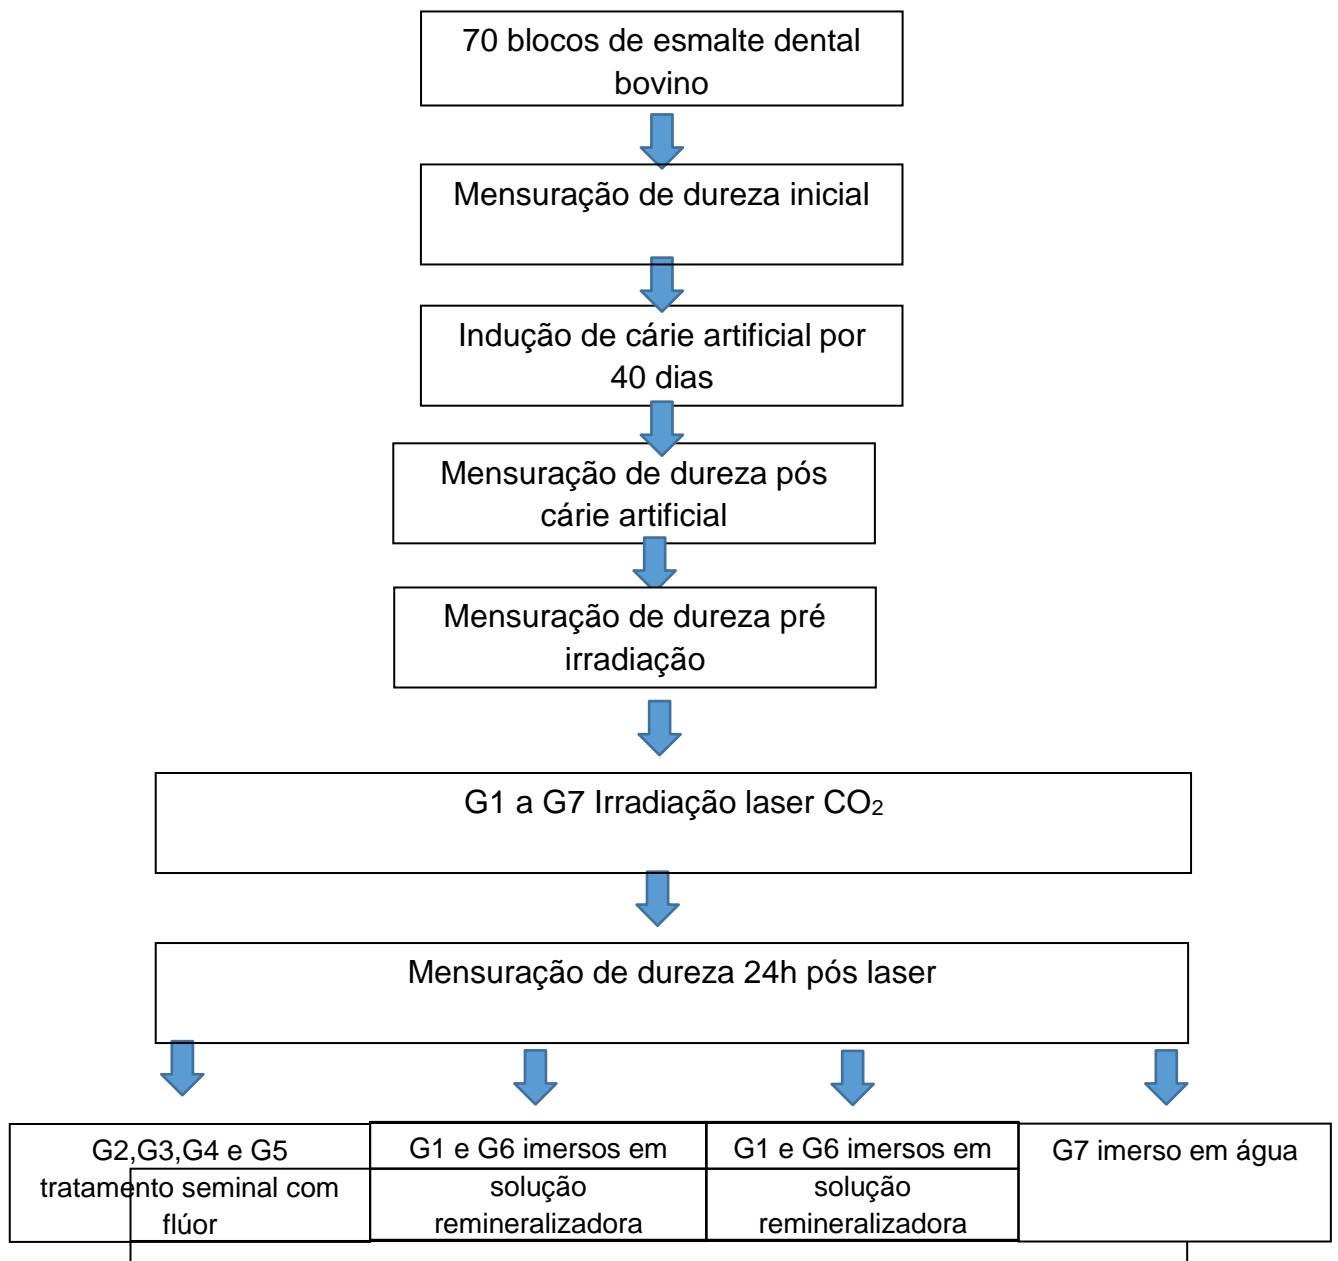 70 blocos de esmalte dental
bovino
Mensuração de dureza inicial
Indução de cárie artificial por
40 dias
Mensuração de dureza pós
cárie artificial
Mensuração de dureza pré
irradiação
G1 a G7 Irradiação laser CO₂
Mensuração de dureza 24h pós laser
G2,G3,G4 e G5
tratamento seminal com
flúor
G1 e G6 imersos em
solução
remineralizadora
G1 e G6 imersos em
solução
remineralizadora
G7 imerso em água